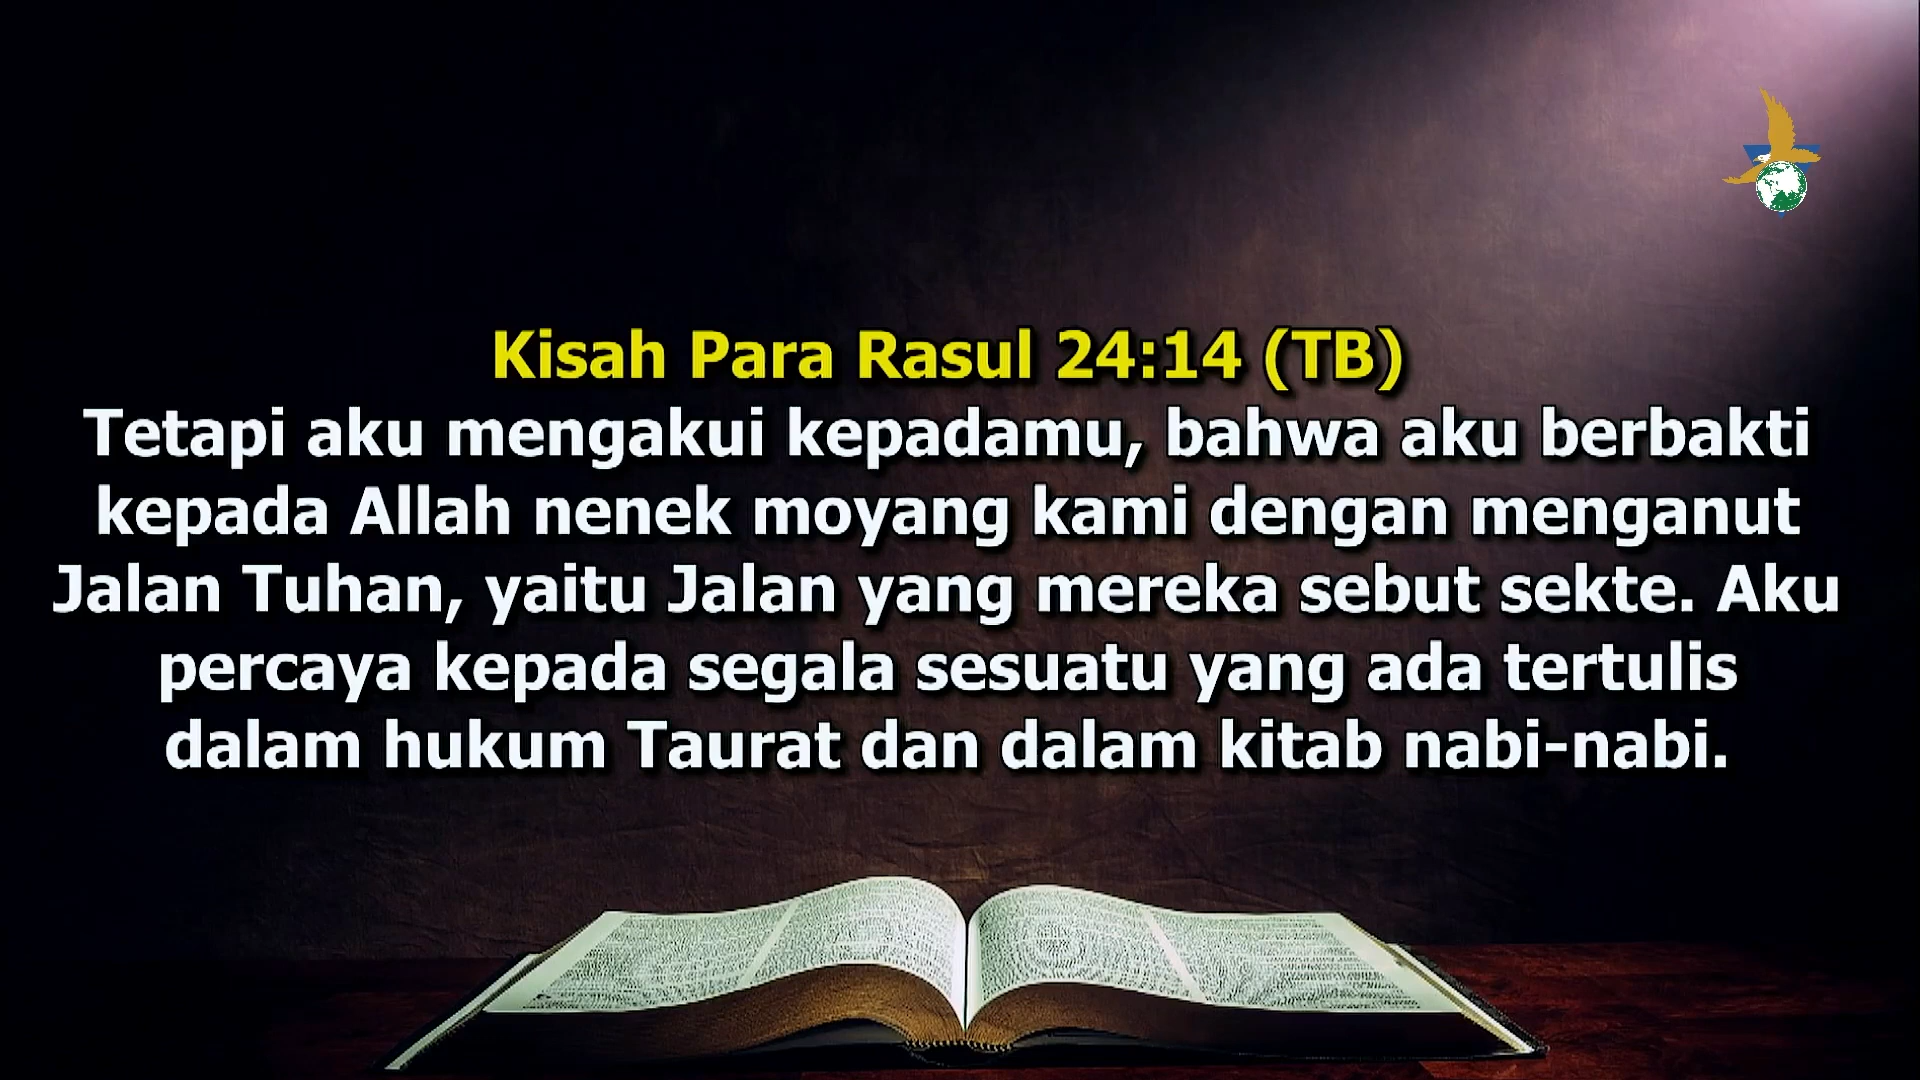 Kisah Para Rasul 24:14 (TB)
Tetapi aku mengakui kepadamu, bahwa aku berbakti
kepada Allah nenek moyang kami dengan menganut
Jalan Tuhan, yaitu Jalan yang mereka sebut sekte. Aku
percaya kepada segala sesuatu yang ada tertulis
dalam hukum Taurat dan dalam kitab nabi-nabi.